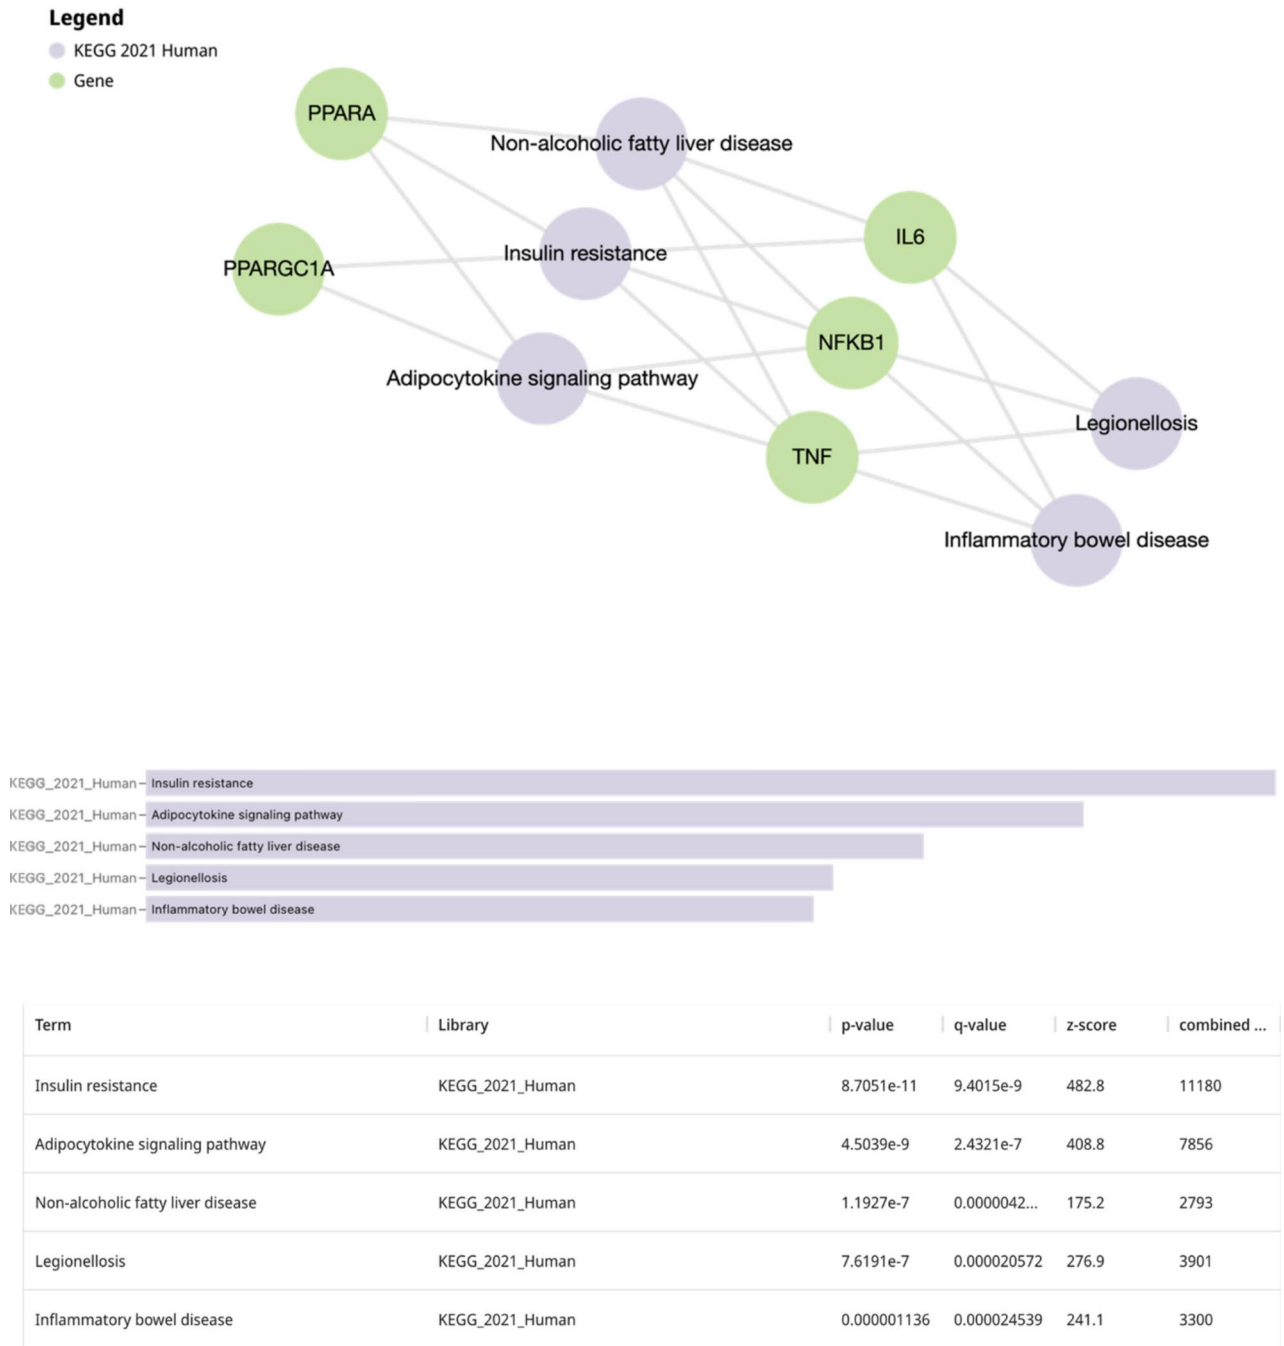 Legend
KEGG 2021 Human
Gene
PPARA
Non-alcoholic fatty liver disease
IL6
Insulin resistance
PPARGC1A
NFKB1
Adipocytokine signaling pathway
Legionellosis
TNF
Inflammatory bowel disease
KEGG_2021_Human Insulin resistance
KEGG_2021_Human Adipocytokine signaling pathway
KEGG_2021_Human Non-alcoholic fatty liver disease
KEGG_2021_Human Legionellosis
KEGG_2021_Human Inflammatory bowel disease
Term Library p-value q-value z-score combined ...
Insulin resistance KEGG_2021_Human 8.7051e-11 9.4015e-9 482.8 11180
Adipocytokine signaling pathway KEGG_2021_Human 4.5039e-9 2.4321e-7 408.8 7856
Non-alcoholic fatty liver disease KEGG_2021_Human 1.1927e-7 0.0000042... 175.2 2793
Legionellosis KEGG_2021_Human 7.6191e-7 0.000020572 276.9 3901
Inflammatory bowel disease KEGG_2021_Human 0.000001136 0.000024539 241.1 3300